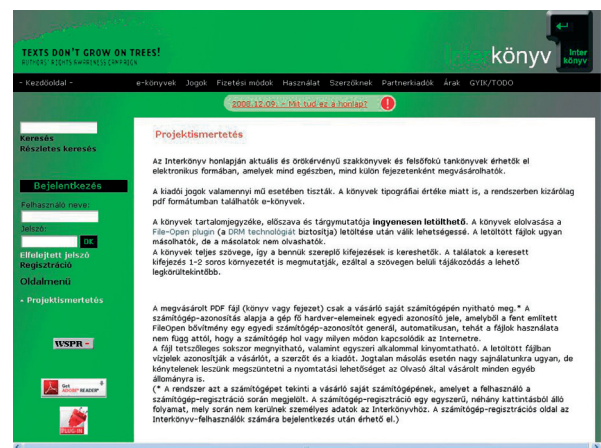 TEXTS DON'T GROW ON TREES!
AUTHORS' RIGHTS AWARENESS CAMPAIGN
Interkönyv
Inter
könyv
- Kezdőoldal -
e-könyvek Jogok Fizetési módok Használat Szerzőknek Partnerkiadók Árak GYIK/TODO
2008.12.09. - Mit tud ez a honlap?
Keresés
Részletes keresés
Bejelentkezés
Felhasználó neve:
Jelszó:
OK
Elfelejtett jelszó
Regisztráció
Oldalmenü
• Projektismertetés
WSPR -
Get
ADOBE® READER®
PLUG-IN
Projektismertetés
Az Interkönyv honlapján aktuális és örökérvényű szakkönyvek és felsőfokú tankönyvek érhetők el
elektronikus formában, amelyek mind egészben, mind külön fejezetenként megvásárolhatók.
A kiadói jogok valamennyi mű esetében tiszták. A könyvek tipográfiai értéke miatt is, a rendszerben kizárólag
pdf formátumban találhatók e-könyvek.
A könyvek tartalomjegyzéke, előszava és tárgymutatója ingyenesen letölthető. A könyvek elolvasása a
File-Open plugin (a DRM technológiát biztosítja) letöltése után válik lehetségessé. A letöltött fájlok ugyan
másolhatók, de a másolatok nem olvashatók.
A könyvek teljes szövege, így a bennük szereplő kifejezések is kereshetők. A találatok a keresett
kifejezés 1-2 soros környezetét is megmutatják, ezáltal a szövegen belüli tájékozódás a lehető
legkörültekintőbb.
A megvásárolt PDF fájl (könyv vagy fejezet) csak a vásárló saját számítógépén nyitható meg.* A
számítógép-azonosítás alapja a gép fő hardver-elemeinek egyedi azonosító jele, amelyből a fent említett
FileOpen bővítmény egy egyedi számítógép-azonosítót generál, automatikusan, tehát a fájlok használata
nem függ attól, hogy a számítógép hol vagy milyen módon kapcsolódik az Internetre.
A fájl tetszőleges sokszor megnyitható, valamint egyszeri alkalommal kinyomtatható. A letöltött fájlban
vízjelek azonosítják a vásárlót, a szerzőt és a kiadót. Jogtalan másolás esetén nagy sajnálatunkra ugyan, de
kénytelenek leszünk megszüntetni a nyomtatási lehetőséget az Olvasó által vásárolt minden egyéb
állományra is.
(* A rendszer azt a számítógépet tekinti a vásárló saját számítógépének, amelyet a felhasználó a
számítógép-regisztráció során megjelölt. A számítógép-regisztráció egy egyszerű, néhány kattintásból álló
folyamat, mely során nem kerülnek személyes adatok az Interkönyvhöz. A számítógép-regisztrációs oldal az
Interkönyv-felhasználók számára bejelentkezés után érhető el.)